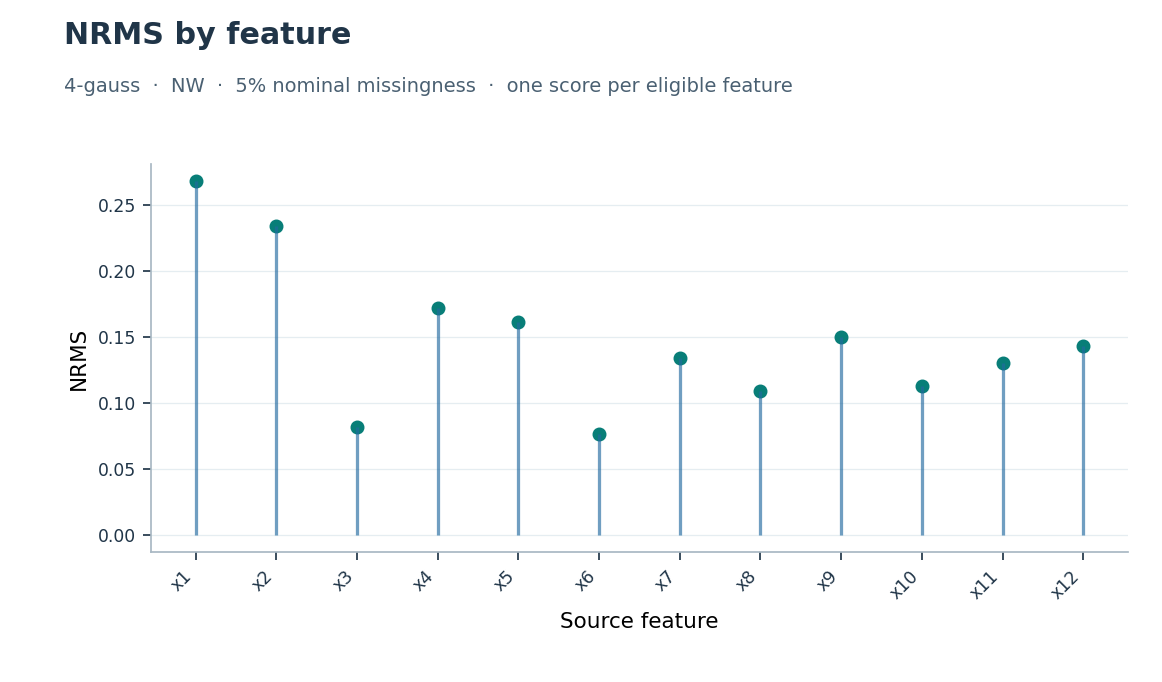 NRMS by feature
4-gauss · NW · 5% nominal missingness · one score per eligible feature
NRMS
0.25
0.20
0.15
0.10
0.05
0.00
x1 x2 x3 x4 x5 x6 x7 x8 x9 x10 x11 x12
Source feature